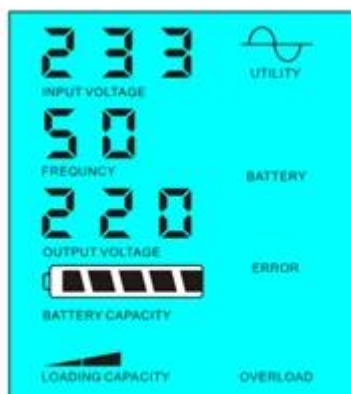 233
INPUT VOLTAGE
UTILITY
50
FREQUNCY
BATTERY
220
OUTPUT VOLTAGE
ERROR
BATTERY CAPACITY
LOADING CAPACITY
OVERLOAD